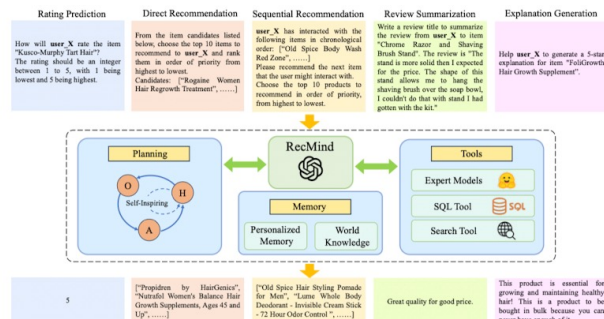 Rating Prediction
How will user_X rate the item
"Kusco-Murphy Tart Hair"?
The rating should be an integer
between 1 to 5, with 1 being
lowest and 5 being highest.
Direct Recommendation
From the item candidates listed
below, choose the top 10 items to
recommend to user_X and rank
them in order of priority from
highest to lowest.
Candidates: ["Rogaine Women
Hair Regrowth Treatment", ……]
Sequential Recommendation
user_X has interacted with the
following items in chronological
order: ["Old Spice Body Wash
Red Zone", ……]
Please recommend the next item
that the user might interact with.
Choose the top 10 products to
recommend in order of priority,
from highest to lowest.
Review Summarization
Write a review title to summarize
the review from user_X to item
"Chrome Razor and Shaving
Brush Stand". The review is "The
stand is more solid then I expected
for the price. The shape of this
stand allows me to hang the
shaving brush over the soap bowl,
I couldn't do that with stand I had
gotten with the kit."
Explanation Generation
Help user_X to generate a 5-star
explanation for item "FoliGrowth
Hair Growth Supplement".
Planning
O
H
A
Self-Inspiring
RecMind
Memory
Personalized
Memory
World
Knowledge
Tools
Expert Models
SQL Tool
SQL
Search Tool
5
["Propidren by HairGenics",
"Nutrafol Women's Balance Hair
Growth Supplements, Ages 45 and
Up", ……]
["Old Spice Hair Styling Pomade
for Men", "Lume Whole Body
Deodorant - Invisible Cream Stick
- 72 Hour Odor Control ", ……]
Great quality for good price.
This product is essential for
growing and maintaining healthy
hair! This is a product to be
bought in bulk because you can